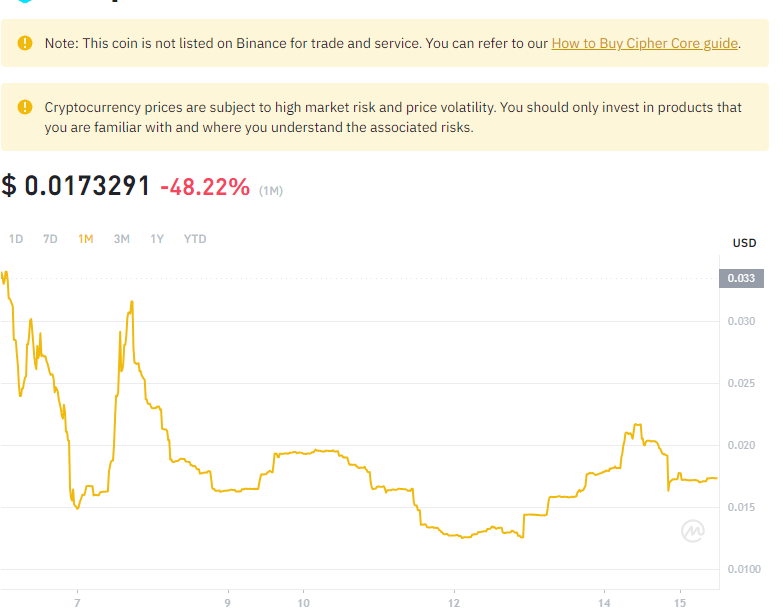 Note: This coin is not listed on Binance for trade and service. You can refer to our How to Buy Cipher Core guide.
Cryptocurrency prices are subject to high market risk and price volatility. You should only invest in products that
you are familiar with and where you understand the associated risks.
$ 0.0173291 -48.22% (1M)
1D 7D 1M 3M 1Y YTD
USD
0.033
0.030
0.025
0.020
0.015
0.0100
7 9 10 12 14 15